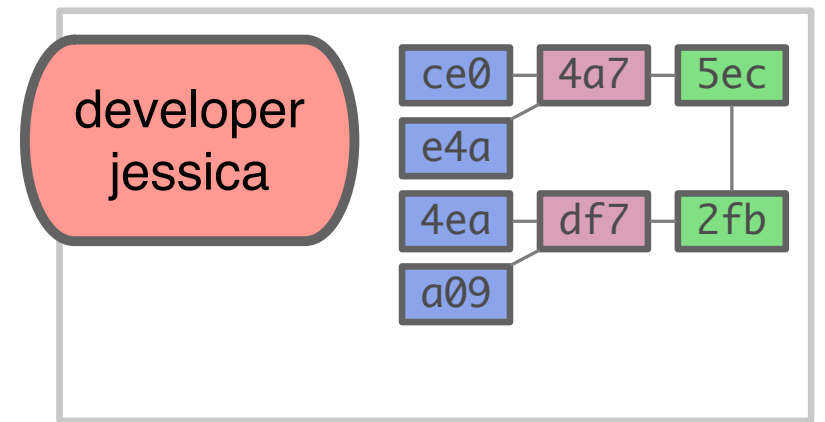 developer
jessica
ce0 4a7 5ec
e4a
4ea df7 2fb
a09